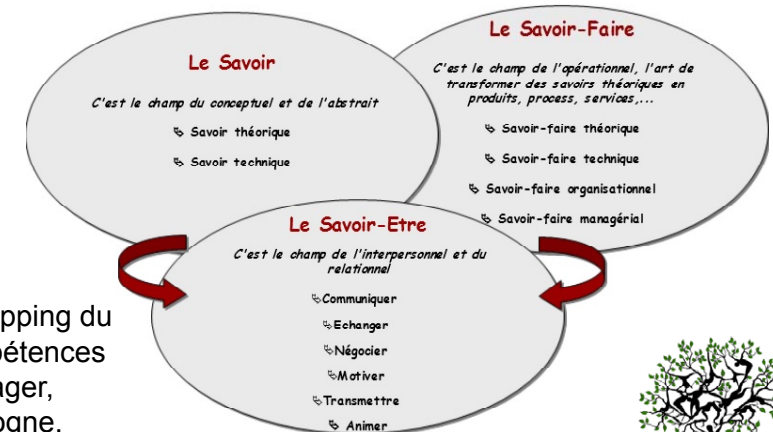 Le Savoir
C'est le champ du conceptuel et de l'abstrait
Savoir théorique
Savoir technique
Le Savoir-Faire
C'est le champ de l'opérationnel, l'art de
transformer des savoirs théoriques en
produits, process, services,...
Savoir-faire théorique
Savoir-faire technique
Savoir-faire organisationnel
Savoir-faire managérial
Le Savoir-Etre
C'est le champ de l'interpersonnel et du
relationnel
Communiquer
Echanger
Négocier
Motiver
Transmettre
Animer
pping du
pétences
ager,
ogne.